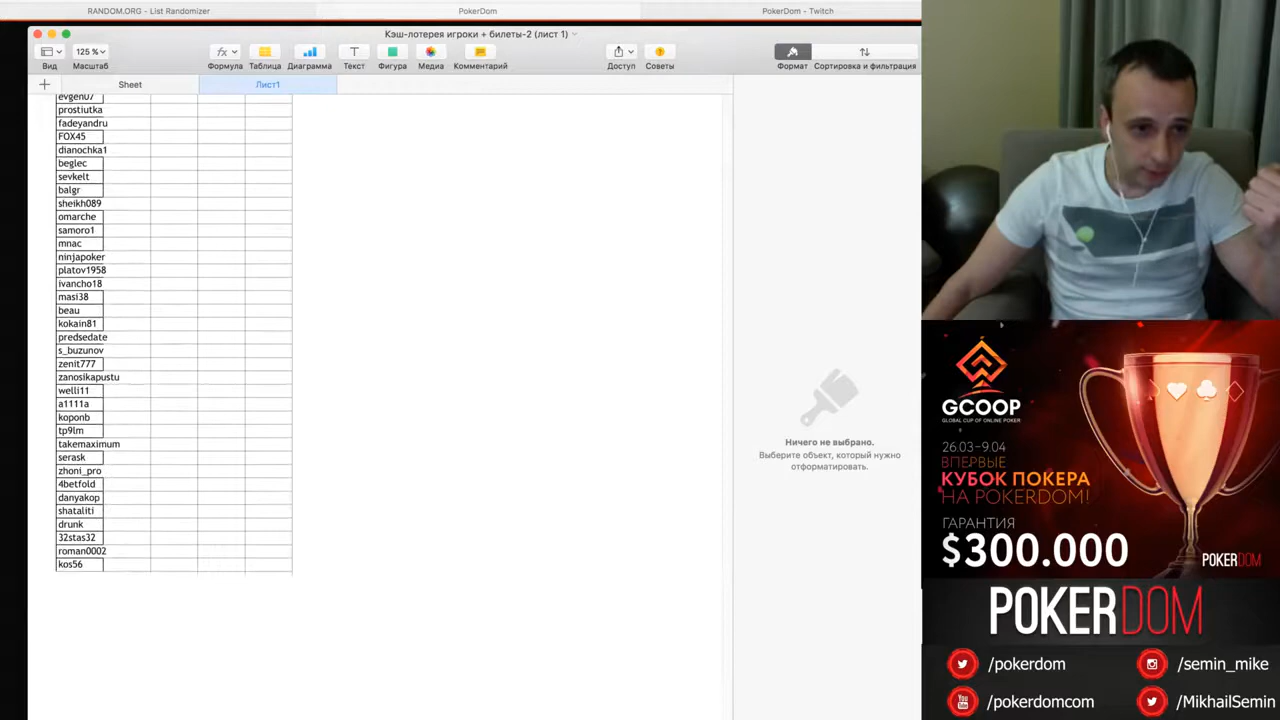 RANDOM.ORG - List Randomizer
PokerDom
PokerDom - Twitch
Кэш-лотерея игроки + билеты-2 (лист 1)
125 %
Вид
Масштаб
Формула
Таблица
Диаграмма
Текст
Фигура
Медиа
Комментарий
Доступ
Советы
Формат
Сортировка и фильтрация
Sheet
Лист1
evgen07
prostiutka
fadeyandru
FOX45
dianochka1
beglec
sevkelt
balgr
sheikh089
omarche
samoro1
mnac
ninjapoker
platov1958
ivancho18
masi38
beau
kokain81
predsedate
s_buzunov
zenit777
zanosikapustu
welli11
a1111a
koponb
tp9lm
takemaximum
serask
zhoni_pro
4betfold
danyakop
shataliti
drunk
32stas32
roman0002
kos56
Ничего не выбрано.
Выберите объект, который нужно
отформатировать.
GCOOP
GLOBAL CUP OF ONLINE POKER
26.03-9.04
ВПЕРВЫЕ
КУБОК ПОКЕРА
НА POKERDOM!
ГАРАНТИЯ
$300.000
POKERDOM
POKERDOM
/pokerdom
/semin_mike
/pokerdomcom
/MikhailSemin